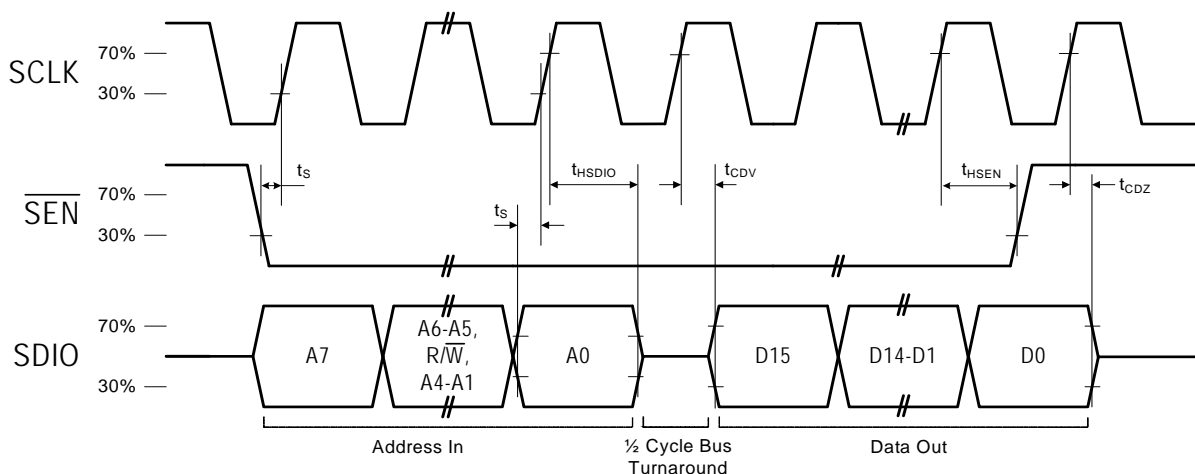 SCLK
70%
30%
tS
tHSDIO
tCDV
tHSEN
tCDZ
SEN
70%
30%
tS
SDIO
70%
30%
A7
A6-A5,
R/W,
A4-A1
A0
D15
D14-D1
D0
Address In
½ Cycle Bus
Turnaround
Data Out